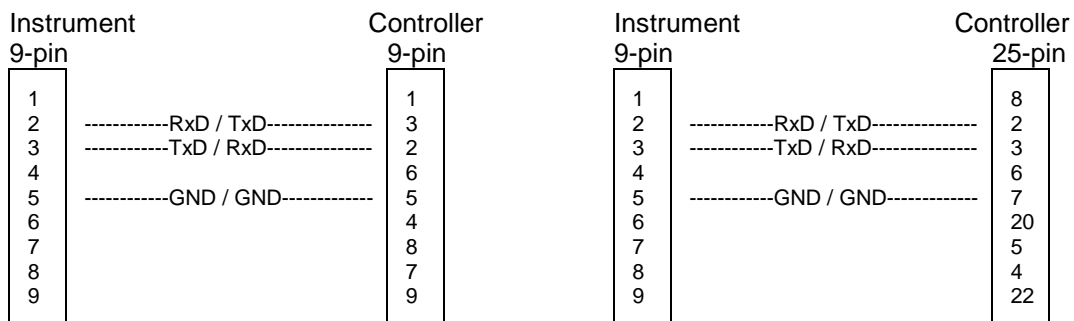 Instrument Controller Instrument Controller
9-pin 9-pin 9-pin 25-pin
1 1 1 8
2 ------------RxD / TxD--------------- 3 2 ------------RxD / TxD--------------- 2
3 ------------TxD / RxD--------------- 2 3 ------------TxD / RxD--------------- 3
4 6 4 6
5 ------------GND / GND------------- 5 5 ------------GND / GND------------- 7
6 4 6 20
7 8 7 5
8 7 8 4
9 9 9 22